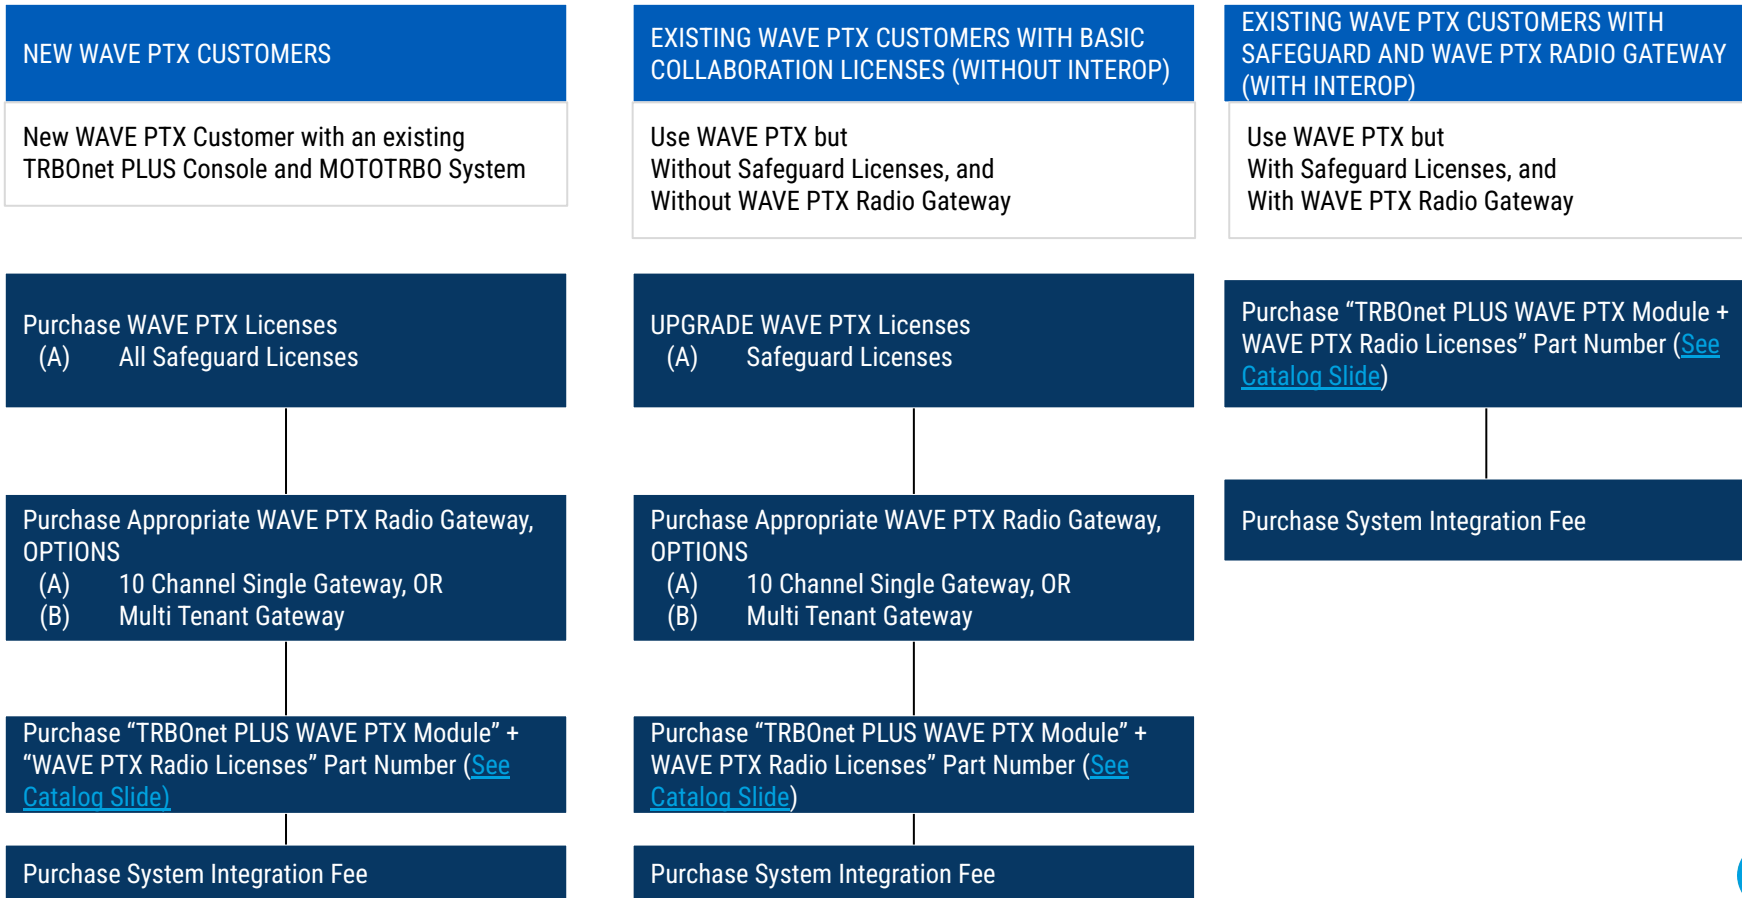 NEW WAVE PTX CUSTOMERS
New WAVE PTX Customer with an existing
TRBOnet PLUS Console and MOTOTRBO System
Purchase WAVE PTX Licenses
(A) All Safeguard Licenses
Purchase Appropriate WAVE PTX Radio Gateway,
OPTIONS
(A) 10 Channel Single Gateway, OR
(B) Multi Tenant Gateway
Purchase “TRBOnet PLUS WAVE PTX Module” +
“WAVE PTX Radio Licenses” Part Number (See
Catalog Slide)
Purchase System Integration Fee
EXISTING WAVE PTX CUSTOMERS WITH BASIC
COLLABORATION LICENSES (WITHOUT INTEROP)
Use WAVE PTX but
Without Safeguard Licenses, and
Without WAVE PTX Radio Gateway
UPGRADE WAVE PTX Licenses
(A) Safeguard Licenses
Purchase Appropriate WAVE PTX Radio Gateway,
OPTIONS
(A) 10 Channel Single Gateway, OR
(B) Multi Tenant Gateway
Purchase “TRBOnet PLUS WAVE PTX Module” +
WAVE PTX Radio Licenses” Part Number (See
Catalog Slide)
Purchase System Integration Fee
EXISTING WAVE PTX CUSTOMERS WITH
SAFEGUARD AND WAVE PTX RADIO GATEWAY
(WITH INTEROP)
Use WAVE PTX but
With Safeguard Licenses, and
With WAVE PTX Radio Gateway
Purchase “TRBOnet PLUS WAVE PTX Module +
WAVE PTX Radio Licenses” Part Number (See
Catalog Slide)
Purchase System Integration Fee